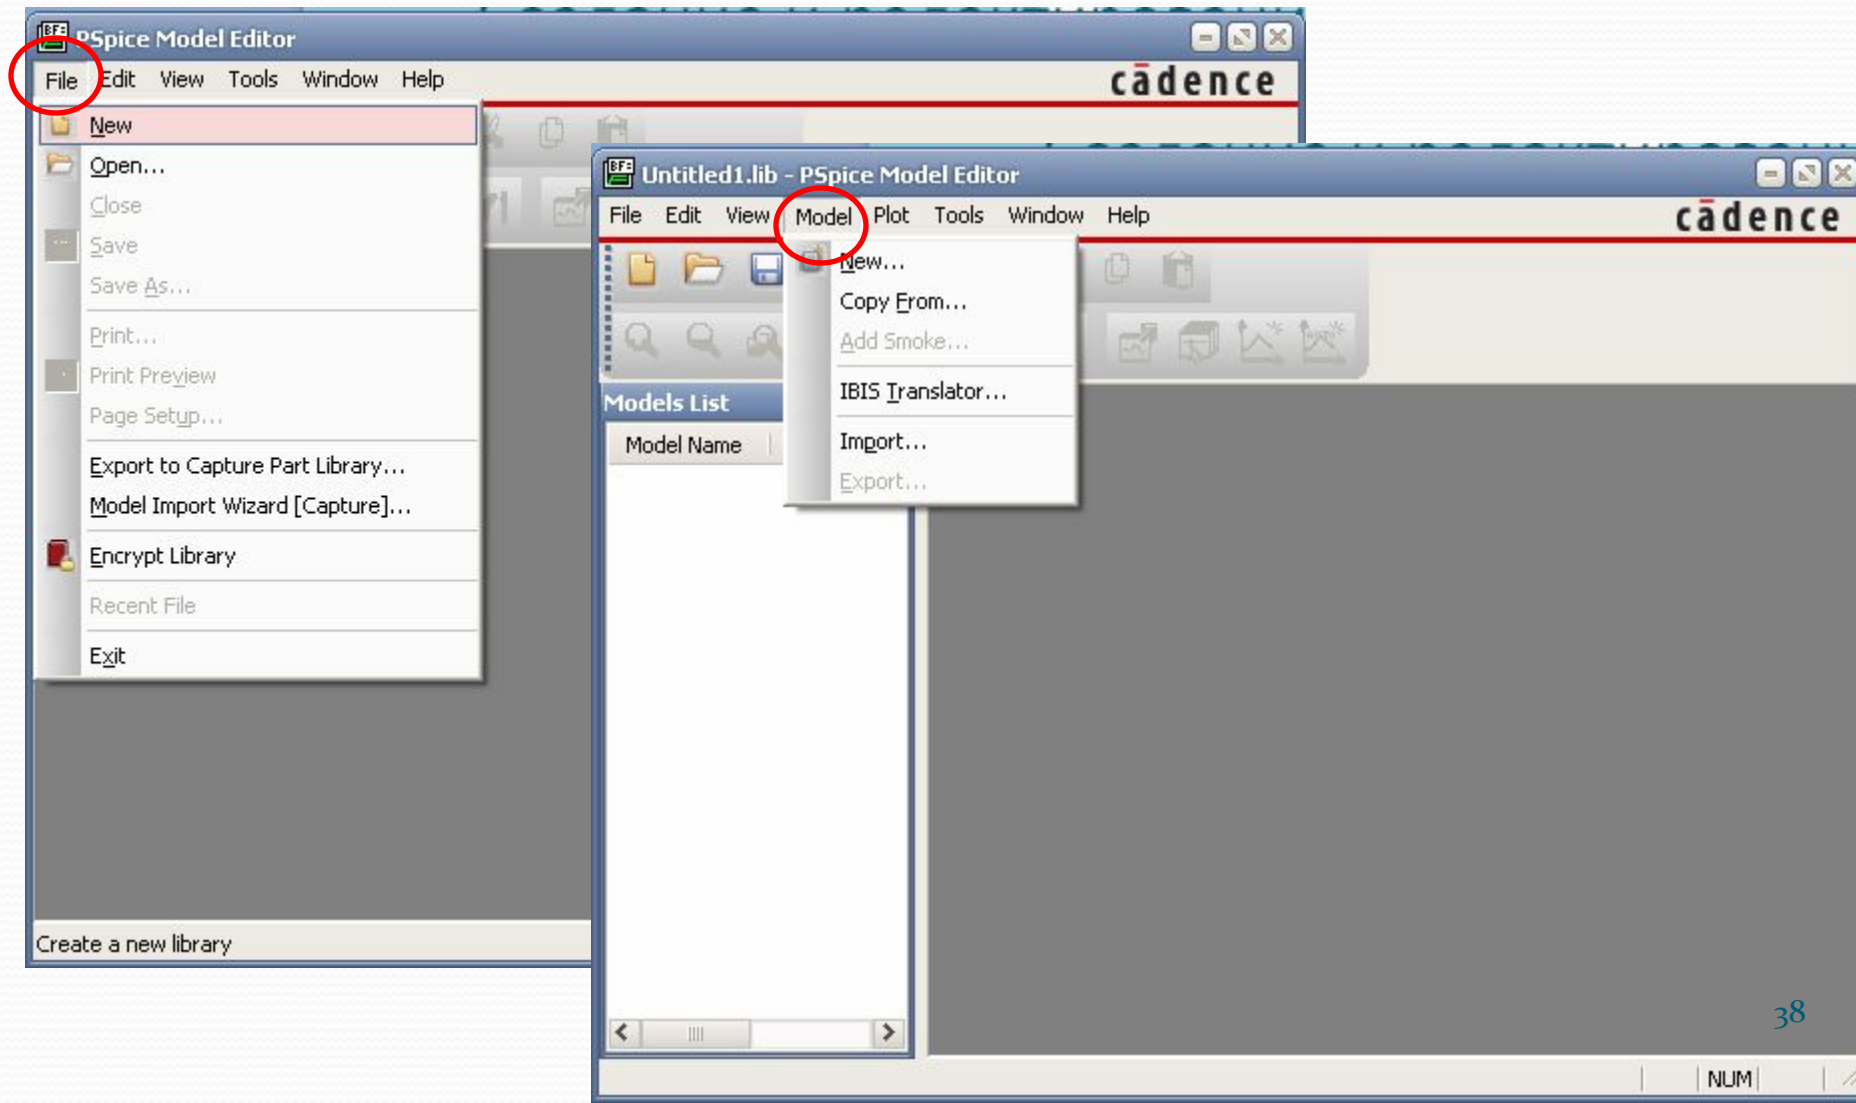 PSpice Model Editor
File Edit View Tools Window Help
cādence
New
Open...
Close
Save
Save As...
Print...
Print Preview
Page Setup...
Export to Capture Part Library...
Model Import Wizard [Capture]...
Encrypt Library
Recent File
Exit
Create a new library
Untitled1.lib - PSpice Model Editor
File Edit View Model Plot Tools Window Help
cādence
New...
Copy From...
Add Smoke...
IBIS Translator...
Import...
Export...
Models List
Model Name
NUM
38